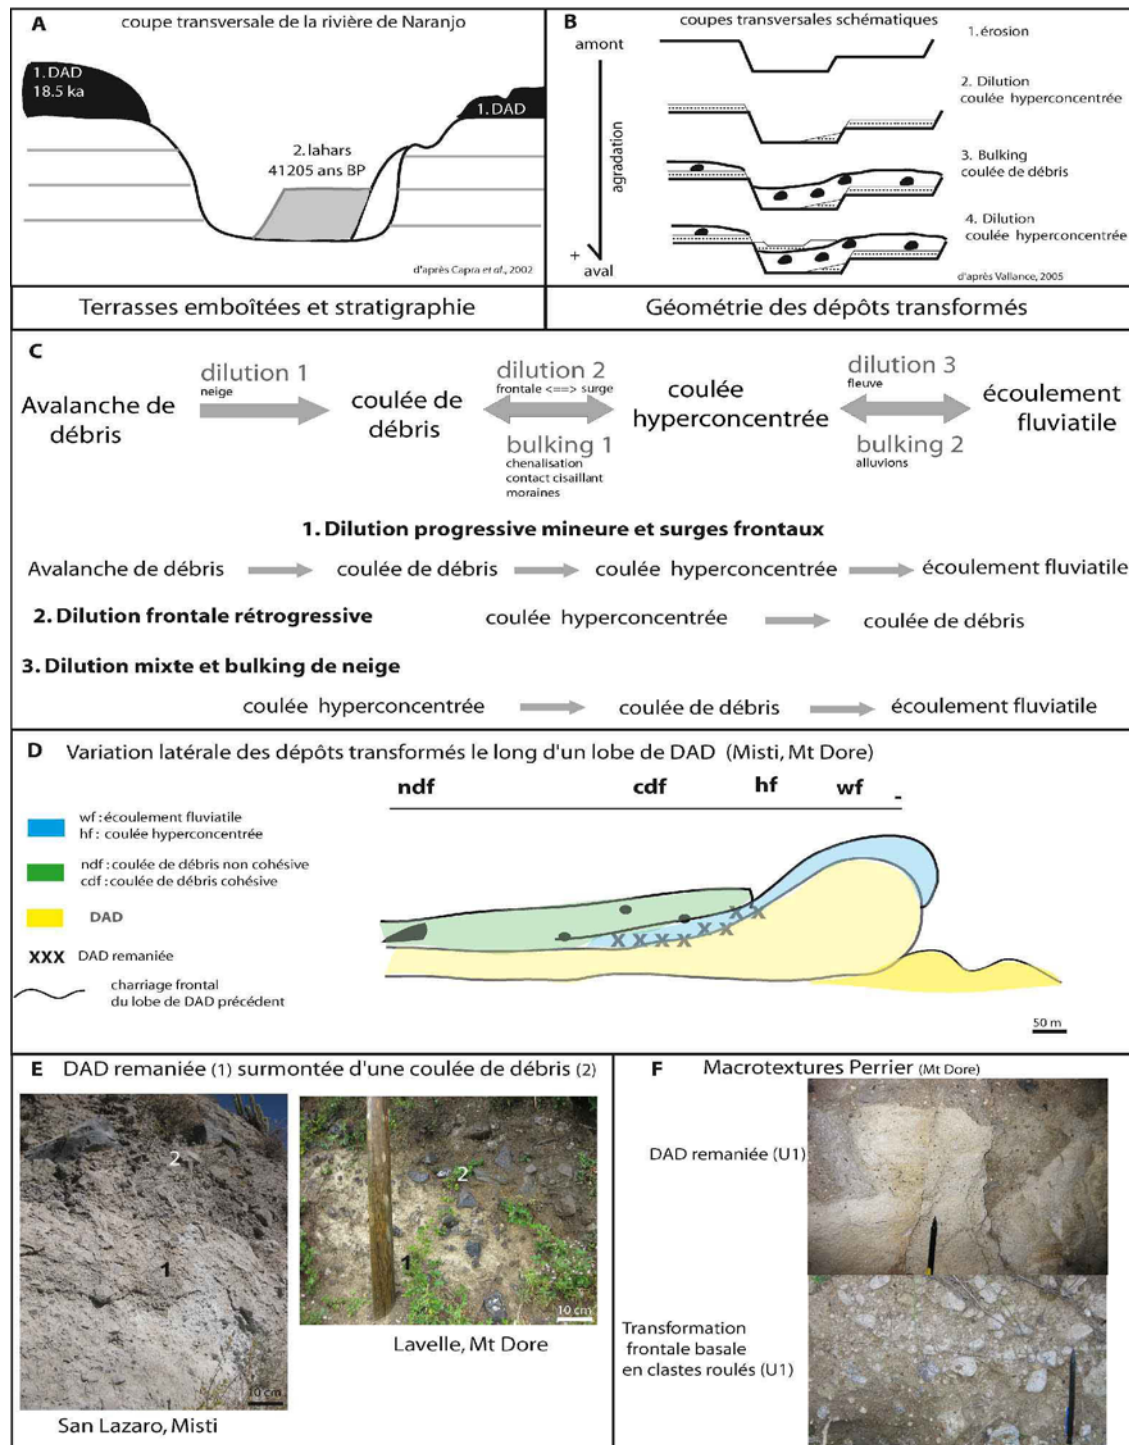 A
coupe transversale de la rivière de Naranjo
1. DAD
18.5 ka
1. DAD
2. lahars
41205 ans BP
d'après Capra et al., 2002
Terrasses emboîtées et stratigraphie
B
coupes transversales schématiques
amont
agradation
+
aval
1. érosion
2. Dilution
coulée hyperconcentrée
3. Bulking
coulée de débris
4. Dilution
coulée hyperconcentrée
d'après Vallance, 2005
Géométrie des dépôts transformés
C
Avalanche de
débris
dilution 1
neige
coulée de
débris
dilution 2
frontale <==> surge
bulking 1
chenalisation
contact cisaillant
moraines
coulée
hyperconcentrée
dilution 3
fleuve
bulking 2
alluvions
écoulement
fluviatile
1. Dilution progressive mineure et surges frontaux
Avalanche de débris coulée de débris coulée hyperconcentrée écoulement fluviatile
2. Dilution frontale rétrogressive
coulée hyperconcentrée coulée de débris
3. Dilution mixte et bulking de neige
coulée hyperconcentrée coulée de débris écoulement fluviatile
D Variation latérale des dépôts transformés le long d'un lobe de DAD (Misti, Mt Dore)
ndf cdf hf wf -
wf : écoulement fluviatile
hf : coulée hyperconcentrée
ndf : coulée de débris non cohésive
cdf : coulée de débris cohésive
DAD
XXX DAD remaniée
charriage frontal
du lobe de DAD précédent
X X X X X X X X
50 m
E DAD remaniée (1) surmontée d'une coulée de débris (2)
2
1
10 cm
San Lazaro, Misti
2
1
10 cm
Lavelle, Mt Dore
F Macrotextures Perrier (Mt Dore)
DAD remaniée (U1)
Transformation
frontale basale
en clastes roulés (U1)